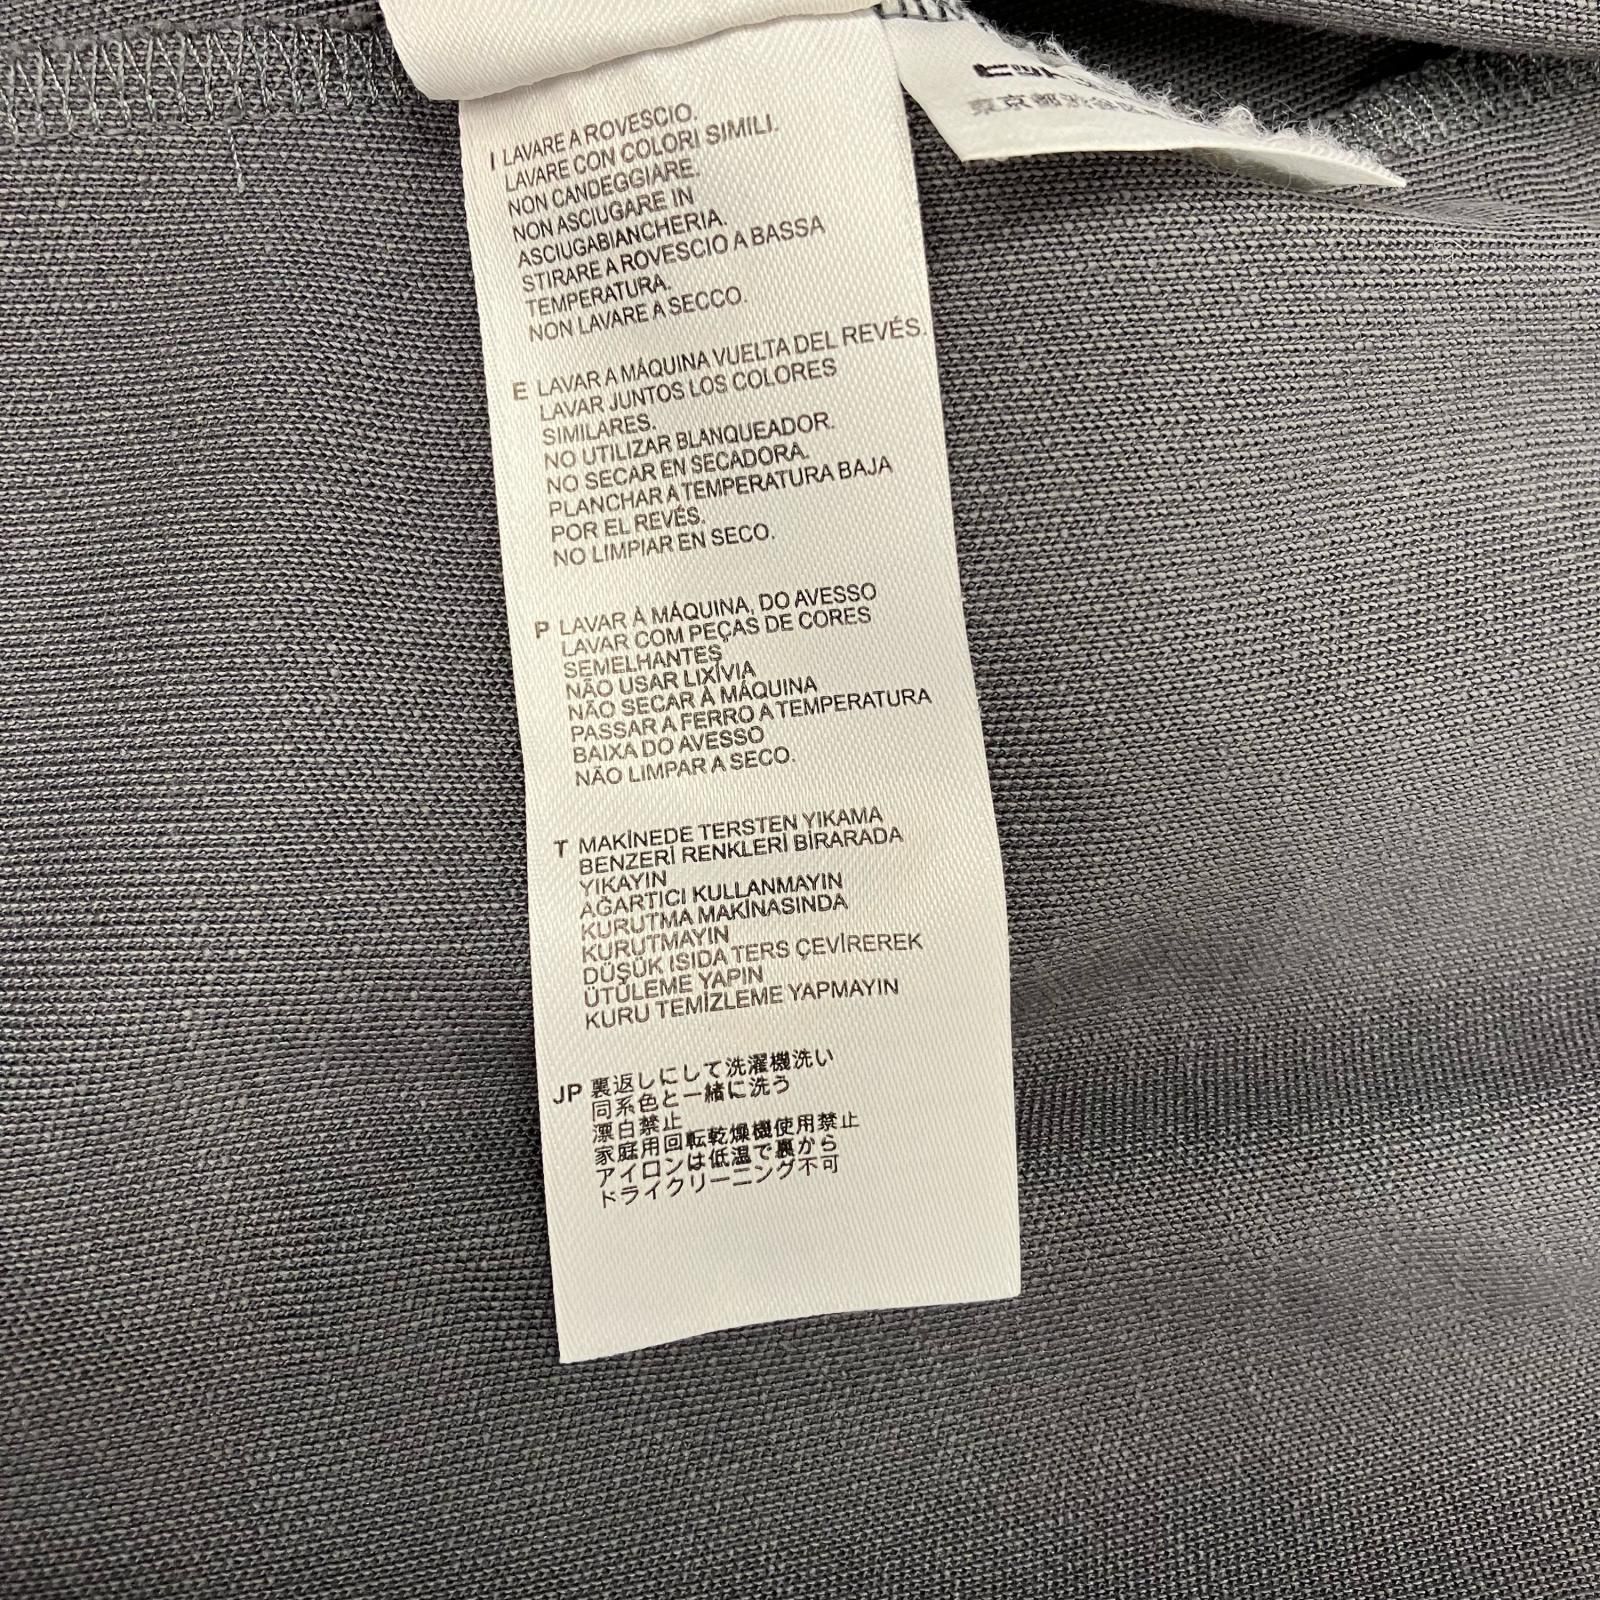 I LAVARE A ROVESCIO.
LAVARE CON COLORI SIMILI.
NON CANDEGGIARE.
NON ASCIUGARE IN
ASCIUGABIANCHERIA.
STIRARE A ROVESCIO A BASSA
TEMPERATURA.
NON LAVARE A SECCO.
E LAVAR A MÁQUINA VUELTA DEL REVÉS.
LAVAR JUNTOS LOS COLORES
SIMILARES.
NO UTILIZAR BLANQUEADOR.
NO SECAR EN SECADORA.
PLANCHAR A TEMPERATURA BAJA
POR EL REVÉS.
NO LIMPIAR EN SECO.
P LAVAR À MÁQUINA, DO AVESSO
LAVAR COM PEÇAS DE CORES
SEMELHANTES
NÃO USAR LIXÍVIA
NÃO SECAR À MÁQUINA
PASSAR A FERRO A TEMPERATURA
BAIXA DO AVESSO
NÃO LIMPAR A SECO.
T MAKİNEDE TERSTEN YIKAMA
BENZERİ RENKLERİ BİRARADA
YIKAYIN
AĞARTICI KULLANMAYIN
KURUTMA MAKİNASINDA
KURUTMAYIN
DÜŞÜK ISIDA TERS ÇEVİREREK
ÜTÜLEME YAPIN
KURU TEMİZLEME YAPMAYIN
JP 裏返しにして洗濯機洗い
同系色と一緒に洗う
漂白禁止
家庭用回転乾燥機使用禁止
アイロンは低温で裏から
ドライクリーニング不可
東京都渋谷区